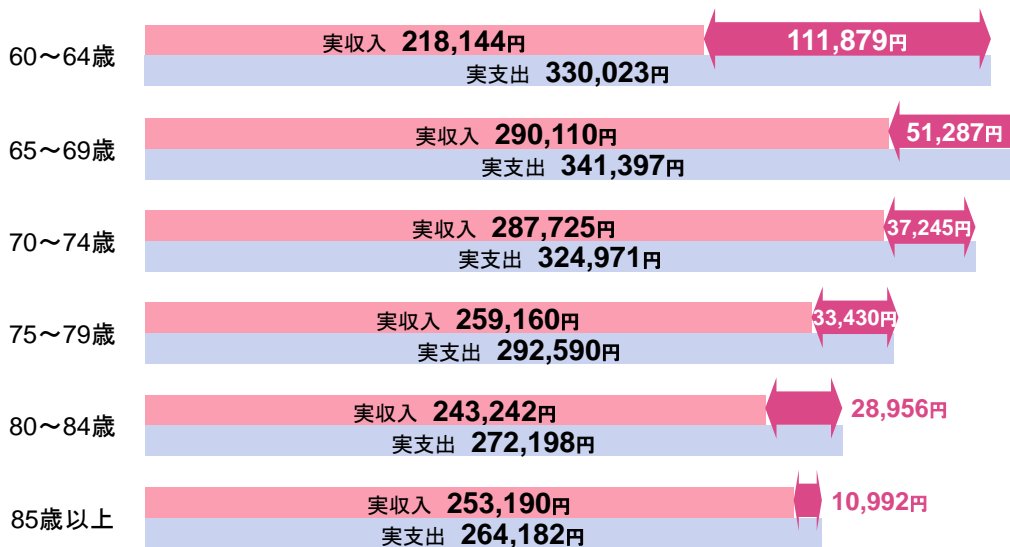 60～64歳
実収入 218,144円
111,879円
実支出 330,023円
65～69歳
実収入 290,110円
51,287円
実支出 341,397円
70～74歳
実収入 287,725円
37,245円
実支出 324,971円
75～79歳
実収入 259,160円
33,430円
実支出 292,590円
80～84歳
実収入 243,242円
28,956円
実支出 272,198円
85歳以上
実収入 253,190円
10,992円
実支出 264,182円